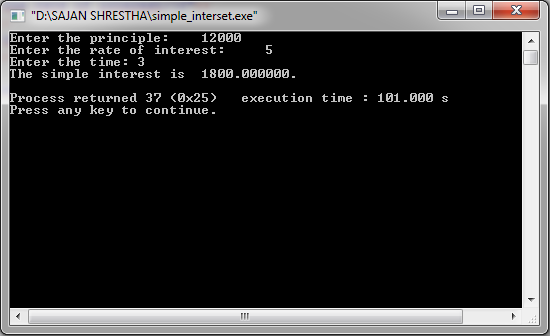 "D:\SAJAN SHRESTHA\simple_interset.exe"
Enter the principle:    12000
Enter the rate of interest:     5
Enter the time: 3
The simple interest is  1800.000000.
Process returned 37 (0x25)   execution time : 101.000 s
Press any key to continue.